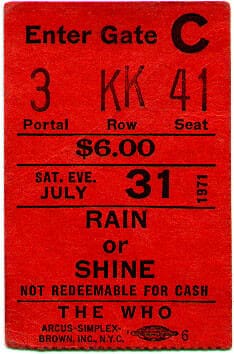 Enter Gate C
3 KK 41
Portal Row Seat
$6.00
SAT. EVE.
JULY 31 1971
RAIN
or
SHINE
NOT REDEEMABLE FOR CASH
THE WHO
ARCUS-SIMPLEX-
BROWN, INC. N.Y.C. 6